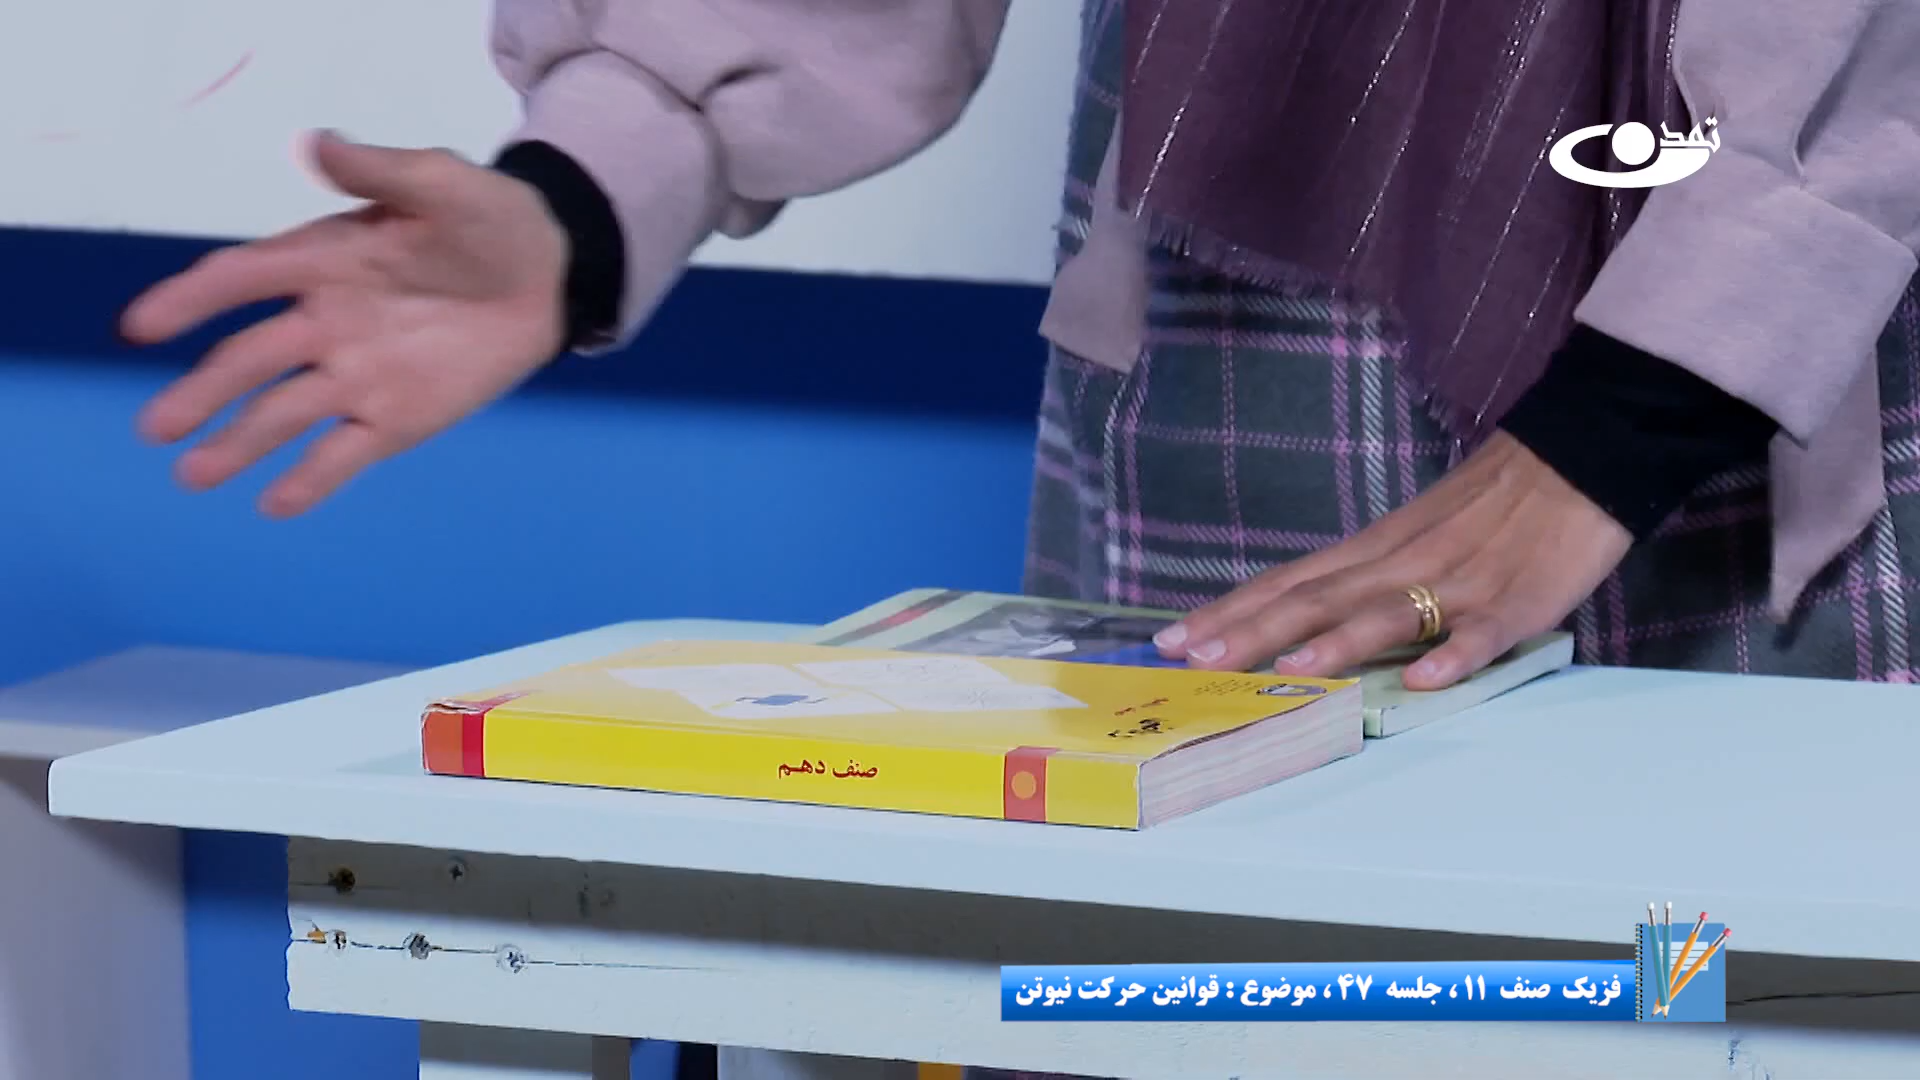 تمدن
صنف دهم
فزیک صنف ۱۱ ، جلسه ۴۷ ، موضوع : قوانین حرکت نیوتن